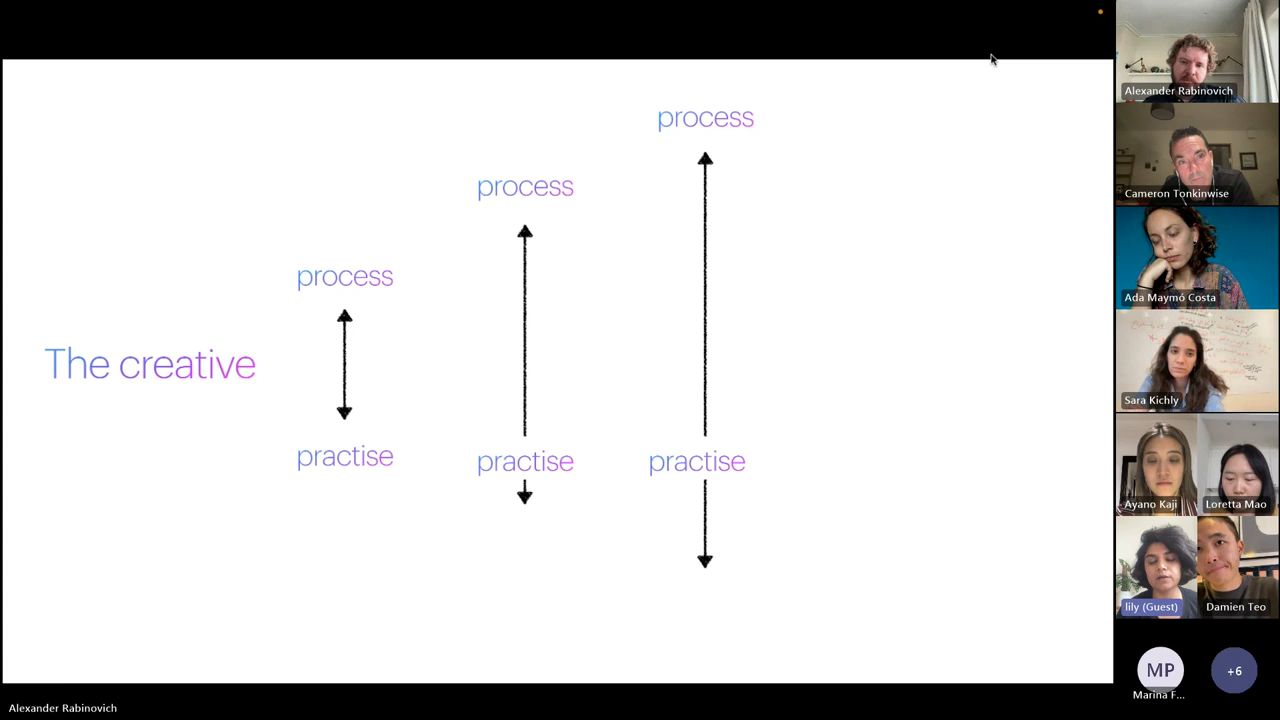 process
process
process
The creative
practise
practise
practise
Alexander Rabinovich
Cameron Tonkinwise
Ada Maymó Costa
Sara Kichly
Ayano Kaji
Loretta Mao
lily (Guest)
Damien Teo
MP
+6
Marina F...
Alexander Rabinovich